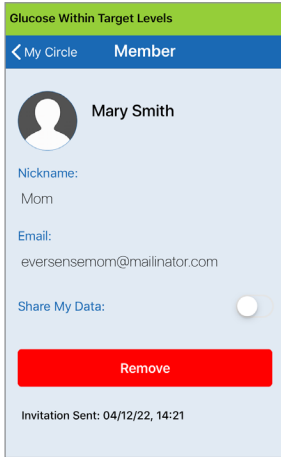 Glucose Within Target Levels
My Circle Member
Mary Smith
Nickname:
Mom
Email:
eversensemom@mailinator.com
Share My Data:
Remove
Invitation Sent: 04/12/22, 14:21